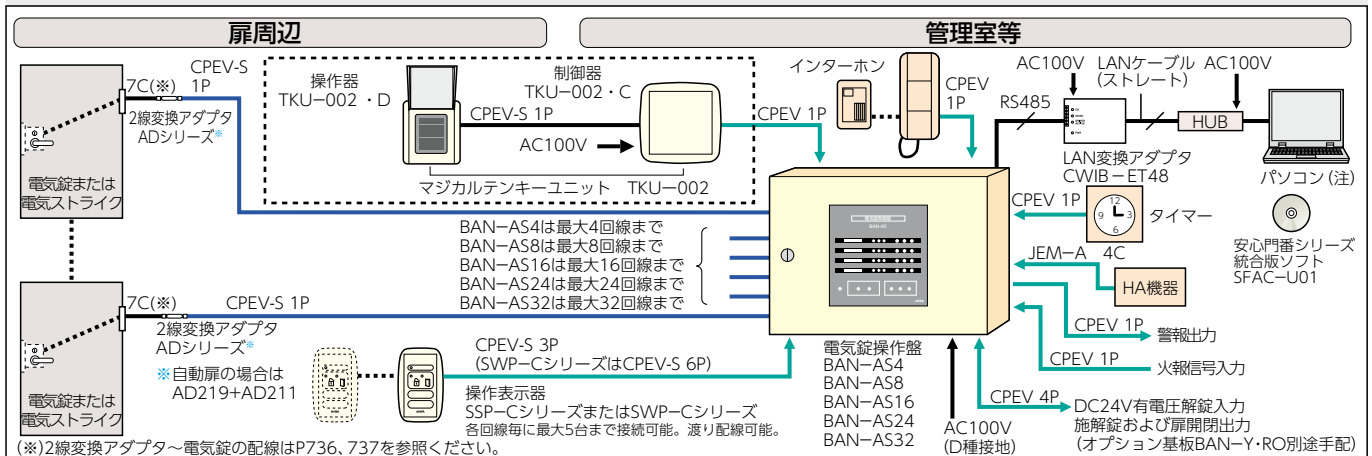 扉周辺
管理室等
7C(※)
CPEV-S
1P
2線変換アダプタ
ADシリーズ※
電気錠または
電気ストライク
操作器
TKU−002・D
制御器
TKU−002・C
CPEV-S 1P
AC100V
マジカルテンキーユニット TKU−002
CPEV 1P
インターホン
CPEV
1P
RS485
AC100V
LANケーブル
(ストレート)
AC100V
HUB
LAN変換アダプタ
CWIB−ET48
パソコン(注)
安心門番シリーズ
統合版ソフト
SFAC−U01
CPEV 1P
12
9
3
6
タイマー
JEM−A 4C
HA機器
CPEV 1P
警報出力
CPEV 1P
火報信号入力
CPEV 4P
DC24V有電圧解錠入力
施解錠および扉開閉出力
(オプション基板BAN−Y・RO別途手配)
BAN−AS4は最大4回線まで
BAN−AS8は最大8回線まで
BAN−AS16は最大16回線まで
BAN−AS24は最大24回線まで
BAN−AS32は最大32回線まで
BAN-AS
電気錠操作盤
BAN−AS4
BAN−AS8
BAN−AS16
BAN−AS24
BAN−AS32
AC100V
(D種接地)
7C(※)
CPEV-S 1P
2線変換アダプタ
ADシリーズ※
※自動扉の場合は
AD219+AD211
電気錠または
電気ストライク
CPEV-S 3P
(SWP−CシリーズはCPEV-S 6P)
操作表示器
SSP−CシリーズまたはSWP−Cシリーズ
各回線毎に最大5台まで接続可能。渡り配線可能。
(※)2線変換アダプタ〜電気錠の配線はP736、737を参照ください。